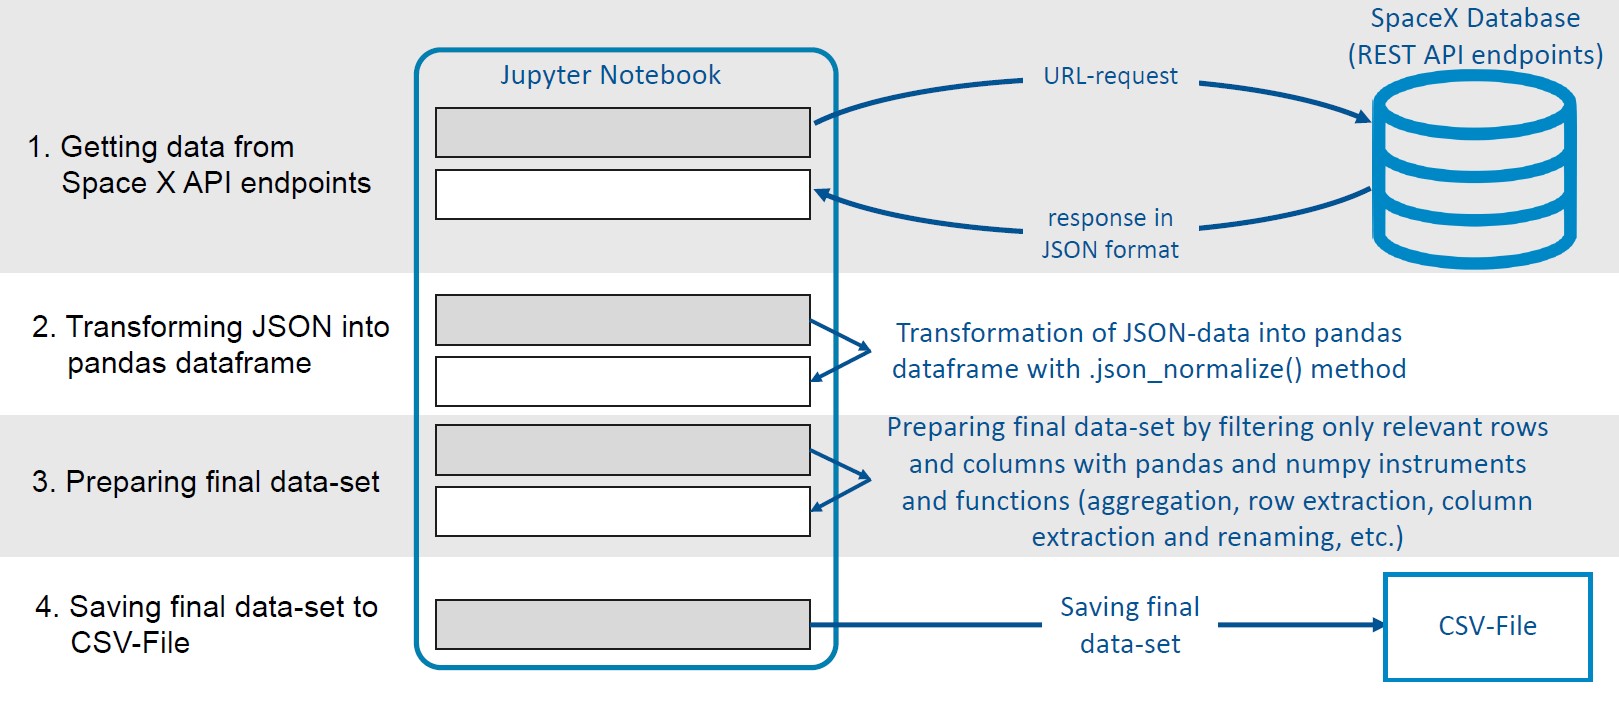 SpaceX Database
(REST API endpoints)
Jupyter Notebook
URL-request
1. Getting data from
Space X API endpoints
response in
JSON format
2. Transforming JSON into
pandas dataframe
Transformation of JSON-data into pandas
dataframe with .json_normalize() method
3. Preparing final data-set
Preparing final data-set by filtering only relevant rows
and columns with pandas and numpy instruments
and functions (aggregation, row extraction, column
extraction and renaming, etc.)
4. Saving final data-set to
CSV-File
Saving final
data-set
CSV-File